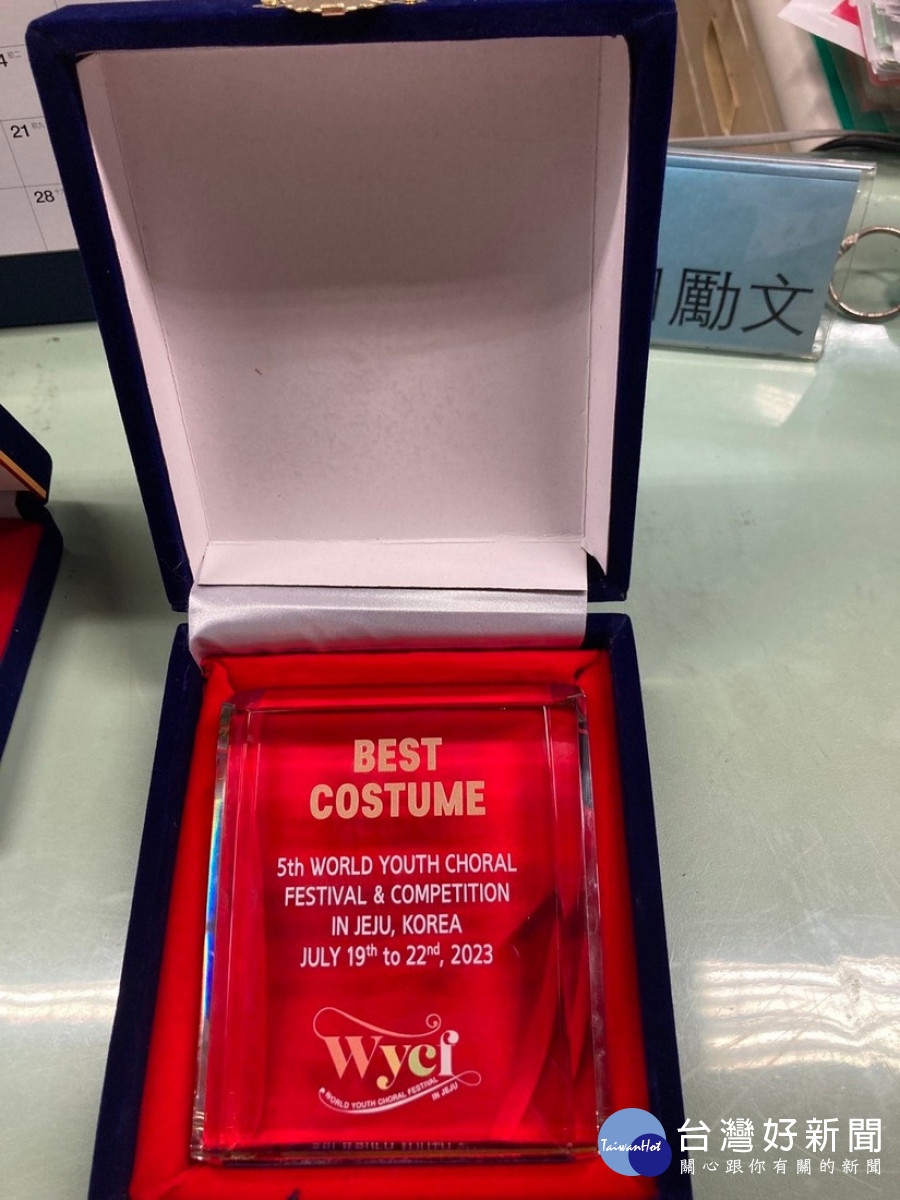 21
28
勵文
BEST
COSTUME
5th WORLD YOUTH CHORAL
FESTIVAL & COMPETITION
IN JEJU, KOREA
JULY 19th to 22nd, 2023
Wycf
WORLD YOUTH CHORAL FESTIVAL
IN JEJU
TaiwanHot
台灣好新聞
關心跟你有關的新聞